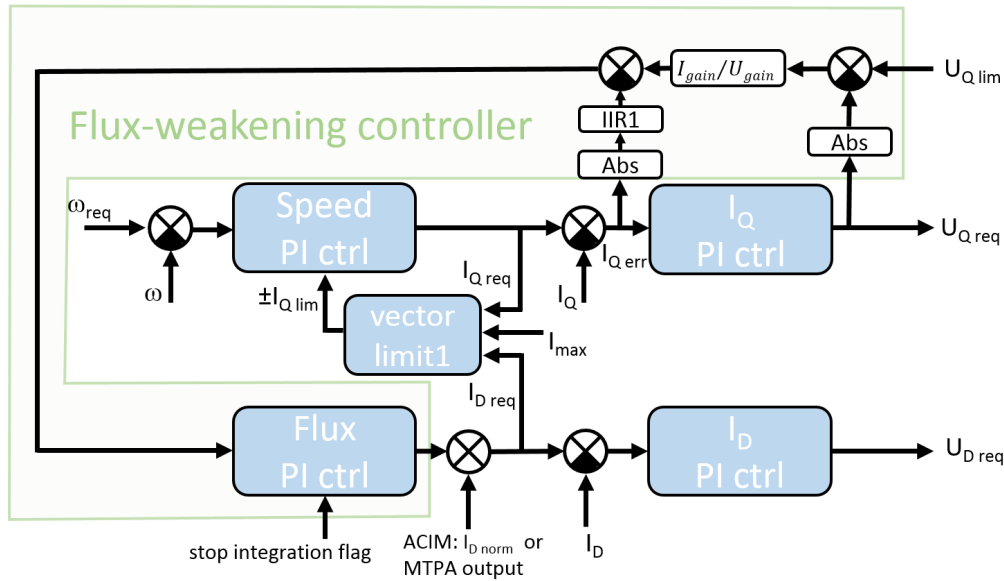 U_Q lim
I_gain/U_gain
IIR1
Abs
Abs
Flux-weakening controller
ω_req
Speed
PI ctrl
I_Q
PI ctrl
U_Q req
I_Q err
I_Q req
I_Q
ω
±I_Q lim
vector
limit1
I_max
I_D req
Flux
PI ctrl
I_D
PI ctrl
U_D req
stop integration flag
ACIM: I_D norm or
MTPA output
I_D